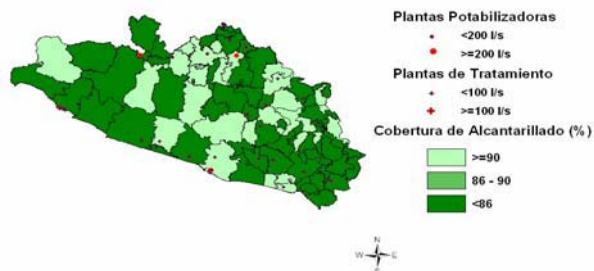 Plantas Potabilizadoras
<200 l/s
>=200 l/s
Plantas de Tratamiento
<100 l/s
>=100 l/s
Cobertura de Alcantarillado (%)
>=90
86 - 90
<86
N
W E